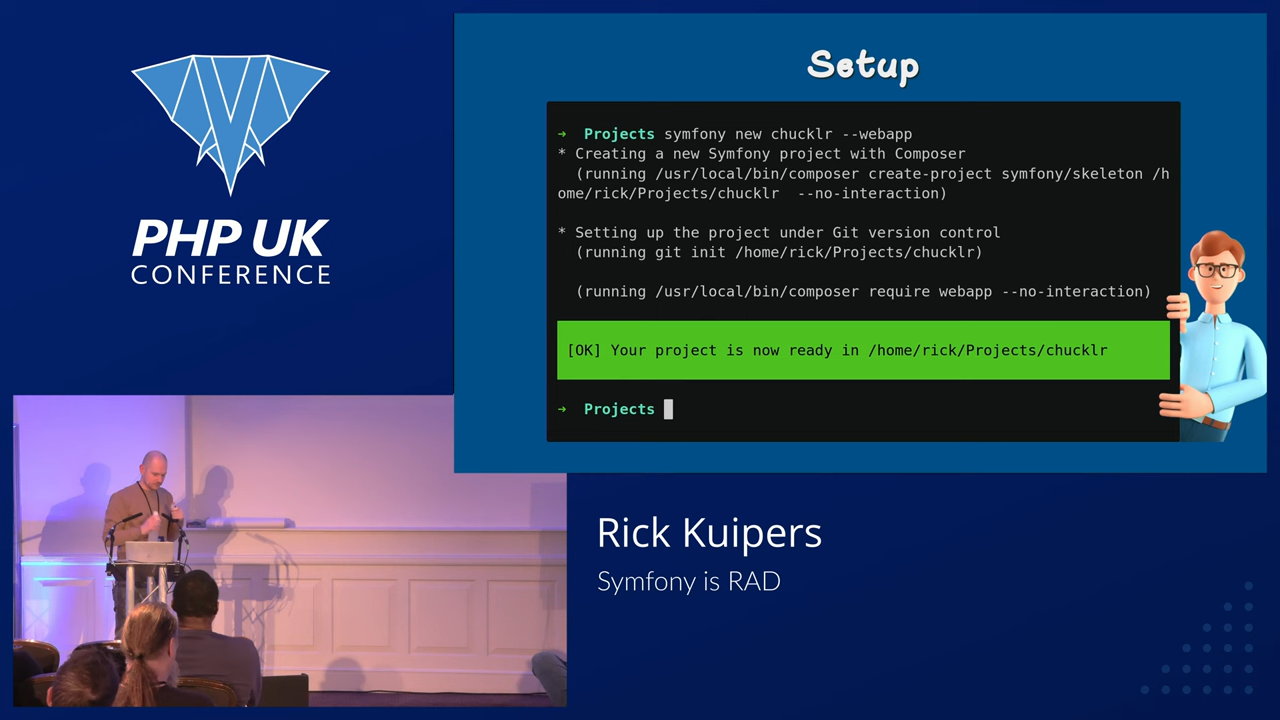 PHP UK
CONFERENCE
Setup
➜ Projects symfony new chucklr --webapp
* Creating a new Symfony project with Composer
(running /usr/local/bin/composer create-project symfony/skeleton /h
ome/rick/Projects/chucklr --no-interaction)
* Setting up the project under Git version control
(running git init /home/rick/Projects/chucklr)
(running /usr/local/bin/composer require webapp --no-interaction)
[OK] Your project is now ready in /home/rick/Projects/chucklr
➜ Projects
Rick Kuipers
Symfony is RAD